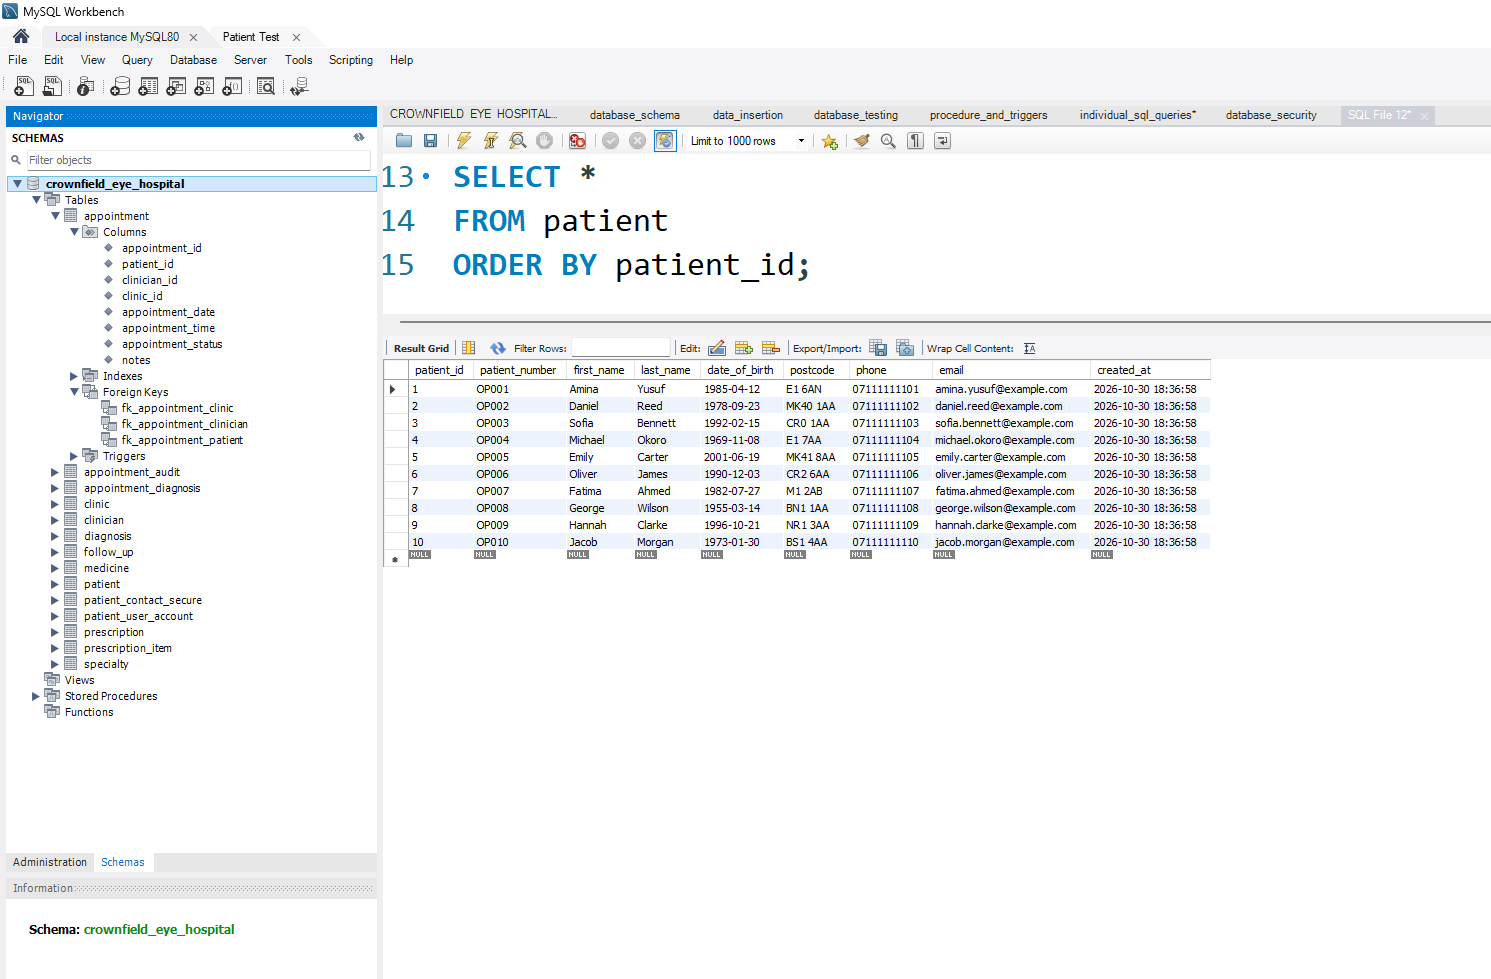 MySQL Workbench
Local instance MySQL80 Patient Test
File Edit View Query Database Server Tools Scripting Help
Navigator
SCHEMAS
Filter objects
crownfield_eye_hospital
Tables
appointment
Columns
appointment_id
patient_id
clinician_id
clinic_id
appointment_date
appointment_time
appointment_status
notes
Indexes
Foreign Keys
fk_appointment_clinic
fk_appointment_clinician
fk_appointment_patient
Triggers
appointment_audit
appointment_diagnosis
clinic
clinician
diagnosis
follow_up
medicine
patient
patient_contact_secure
patient_user_account
prescription
prescription_item
specialty
Views
Stored Procedures
Functions
Administration Schemas
Information
Schema: crownfield_eye_hospital
CROWNFIELD EYE HOSPITAL... database_schema data_insertion database_testing procedure_and_triggers individual_sql_queries* database_security SQL File 12*
Limit to 1000 rows
13 SELECT *
14 FROM patient
15 ORDER BY patient_id;
Result Grid Filter Rows: Edit: Export/Import: Wrap Cell Content:
patient_id patient_number first_name last_name date_of_birth postcode phone email created_at
1 OP001 Amina Yusuf 1985-04-12 E1 6AN 07111111101 amina.yusuf@example.com 2026-10-30 18:36:58
2 OP002 Daniel Reed 1978-09-23 MK40 1AA 07111111102 daniel.reed@example.com 2026-10-30 18:36:58
3 OP003 Sofia Bennett 1992-02-15 CR0 1AA 07111111103 sofia.bennett@example.com 2026-10-30 18:36:58
4 OP004 Michael Okoro 1969-11-08 E1 7AA 07111111104 michael.okoro@example.com 2026-10-30 18:36:58
5 OP005 Emily Carter 2001-06-19 MK41 8AA 07111111105 emily.carter@example.com 2026-10-30 18:36:58
6 OP006 Oliver James 1990-12-03 CR2 6AA 07111111106 oliver.james@example.com 2026-10-30 18:36:58
7 OP007 Fatima Ahmed 1982-07-27 M1 2AB 07111111107 fatima.ahmed@example.com 2026-10-30 18:36:58
8 OP008 George Wilson 1955-03-14 BN1 1AA 07111111108 george.wilson@example.com 2026-10-30 18:36:58
9 OP009 Hannah Clarke 1996-10-21 NR1 3AA 07111111109 hannah.clarke@example.com 2026-10-30 18:36:58
10 OP010 Jacob Morgan 1973-01-30 BS1 4AA 07111111110 jacob.morgan@example.com 2026-10-30 18:36:58
NULL NULL NULL NULL NULL NULL NULL NULL NULL